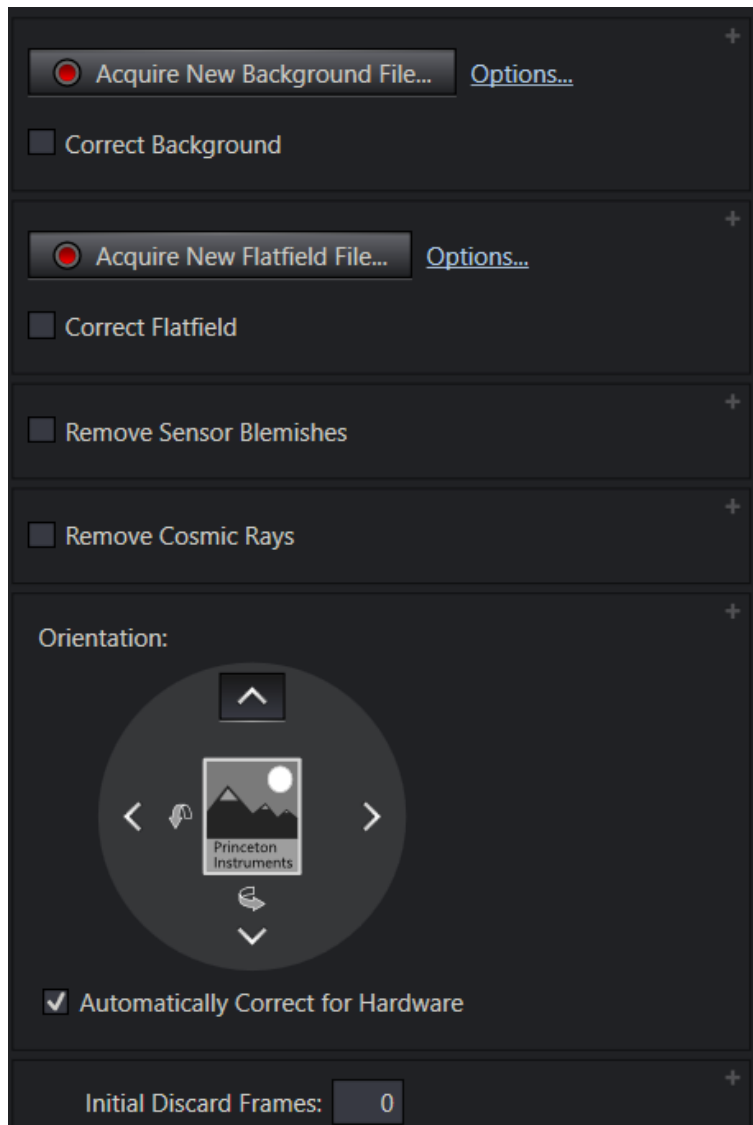 Acquire New Background File... Options...
Correct Background
Acquire New Flatfield File... Options...
Correct Flatfield
Remove Sensor Blemishes
Remove Cosmic Rays
Orientation:
Princeton
Instruments
Automatically Correct for Hardware
Initial Discard Frames: 0